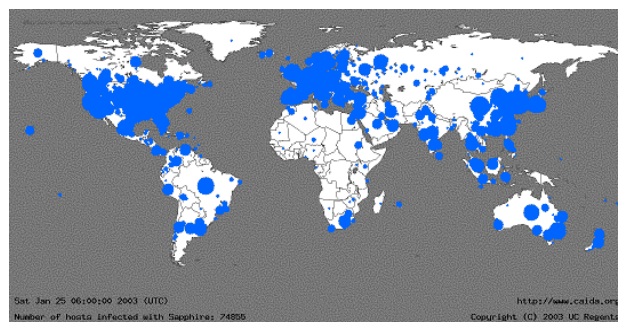 Sat Jan 25 06:00:00 2003 (UTC)
http://www.caida.org
Number of hosts infected with Sapphire: 74855
Copyright (C) 2003 UC Regents